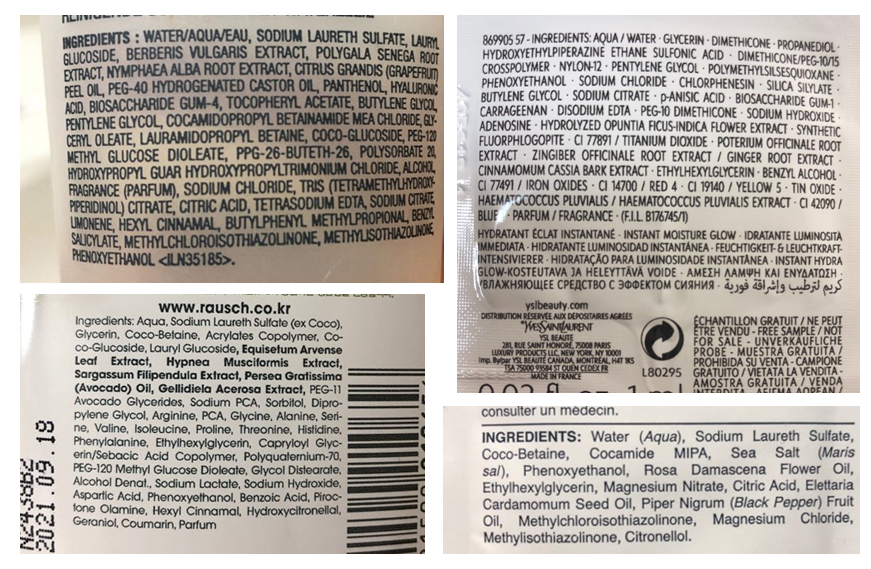 INGREDIENTS : WATER/AQUA/EAU, SODIUM LAURETH SULFATE, LAURYL
GLUCOSIDE, BERBERIS VULGARIS EXTRACT, POLYGALA SENEGA ROOT
EXTRACT, NYMPHAEA ALBA ROOT EXTRACT, CITRUS GRANDIS (GRAPEFRUIT)
PEEL OIL, PEG-40 HYDROGENATED CASTOR OIL, PANTHENOL, HYALURONIC
ACID, BIOSACCHARIDE GUM-4, TOCOPHERYL ACETATE, BUTYLENE GLYCOL,
PENTYLENE GLYCOL, COCAMIDOPROPYL BETAINAMIDE MEA CHLORIDE, GLY-
CERYL OLEATE, LAURAMIDOPROPYL BETAINE, COCO-GLUCOSIDE, PEG-120
METHYL GLUCOSE DIOLEATE, PPG-26-BUTETH-26, POLYSORBATE 20,
HYDROXYPROPYL GUAR HYDROXYPROPYLTRIMONIUM CHLORIDE, ALCOHOL,
FRAGRANCE (PARFUM), SODIUM CHLORIDE, TRIS (TETRAMETHYLHYDROXY-
PIPERIDINOL) CITRATE, CITRIC ACID, TETRASODIUM EDTA, SODIUM CITRATE,
LIMONENE, HEXYL CINNAMAL, BUTYLPHENYL METHYLPROPIONAL, BENZYL
SALICYLATE, METHYLCHLOROISOTHIAZOLINONE, METHYLISOTHIAZOLINONE,
PHENOXYETHANOL <ILN35185>.
869905 57 - INGREDIENTS: AQUA / WATER · GLYCERIN · DIMETHICONE · PROPANEDIOL ·
HYDROXYETHYLPIPERAZINE ETHANE SULFONIC ACID · DIMETHICONE/PEG-10/15
CROSSPOLYMER · NYLON-12 · PENTYLENE GLYCOL · POLYMETHYLSILSESQUIOXANE ·
PHENOXYETHANOL · SODIUM CHLORIDE · CHLORPHENESIN · SILICA SILYLATE ·
BUTYLENE GLYCOL · SODIUM CITRATE · p-ANISIC ACID · BIOSACCHARIDE GUM-1 ·
CARRAGEENAN · DISODIUM EDTA · PEG-10 DIMETHICONE · SODIUM HYDROXIDE ·
ADENOSINE · HYDROLYZED OPUNTIA FICUS-INDICA FLOWER EXTRACT · SYNTHETIC
FLUORPHLOGOPITE · CI 77891 / TITANIUM DIOXIDE · POTERIUM OFFICINALE ROOT
EXTRACT · ZINGIBER OFFICINALE ROOT EXTRACT / GINGER ROOT EXTRACT ·
CINNAMOMUM CASSIA BARK EXTRACT · ETHYLHEXYLGLYCERIN · BENZYL ALCOHOL ·
CI 77491 / IRON OXIDES · CI 14700 / RED 4 · CI 19140 / YELLOW 5 · TIN OXIDE ·
HAEMATOCOCCUS PLUVIALIS / HAEMATOCOCCUS PLUVIALIS EXTRACT · CI 42090 /
BLUE · PARFUM / FRAGRANCE · (F.I.L. B176745/1)
HYDRATANT ÉCLAT INSTANTANÉ · INSTANT MOISTURE GLOW · IDRATANTE LUMINOSITÀ
IMMEDIATA · HIDRATANTE LUMINOSIDAD INSTANTÁNEA · FEUCHTIGKEIT- & LEUCHTKRAFT-
INTENSIVIERER · HIDRATAÇÃO PARA LUMINOSIDADE INSTANTÂNEA · INSTANT HYDRA
GLOW-KOSTEUTAVA JA HELEYTTÄVÄ VOIDE · ΑΜΕΣΗ ΛΑΜΨΗ ΚΑΙ ΕΝΥΔΑΤΩΣΗ ·
УВЛАЖНЯЮЩЕЕ СРЕДСТВО С ЭФФЕКТОМ СИЯНИЯ · كريم لترطيب وإشراقة فورية
yslbeauty.com
DISTRIBUTION RÉSERVÉE AUX DÉPOSITAIRES AGRÉÉS
YVES SAINT LAURENT
YSL BEAUTÉ
281, RUE SAINT HONORÉ, 75008 PARIS
LUXURY PRODUCTS LLC, NEW YORK, NY 10001
Imp. By/par YSL BEAUTÉ CANADA, MONTRÉAL, H4T 1K5
TSA 75000 93584 ST OUEN CEDEX FR
MADE IN FRANCE
L80295
ÉCHANTILLON GRATUIT / NE PEUT
ÊTRE VENDU - FREE SAMPLE / NOT
FOR SALE - UNVERKÄUFLICHE
PROBE - MUESTRA GRATUITA /
PROHIBIDA SU VENTA - CAMPIONE
GRATUITO / VIETATA LA VENDITA -
AMOSTRA GRATUITA / VENDA
www.rausch.co.kr
Ingredients: Aqua, Sodium Laureth Sulfate (ex Coco),
Glycerin, Coco-Betaine, Acrylates Copolymer, Co-
co-Glucoside, Lauryl Glucoside, Equisetum Arvense
Leaf Extract, Hypnea Musciformis Extract,
Sargassum Filipendula Extract, Persea Gratissima
(Avocado) Oil, Gellidiela Acerosa Extract, PEG-11
Avocado Glycerides, Sodium PCA, Sorbitol, Dipro-
pylene Glycol, Arginine, PCA, Glycine, Alanine, Seri-
ne, Valine, Isoleucine, Proline, Threonine, Histidine,
Phenylalanine, Ethylhexylglycerin, Capryloyl Glyc-
erin/Sebacic Acid Copolymer, Polyquaternium-70,
PEG-120 Methyl Glucose Dioleate, Glycol Distearate,
Alcohol Denat., Sodium Lactate, Sodium Hydroxide,
Aspartic Acid, Phenoxyethanol, Benzoic Acid, Piroc-
tone Olamine, Hexyl Cinnamal, Hydroxycitronellal,
Geraniol, Coumarin, Parfum
2021.09.18
consulter un médecin.
INGREDIENTS: Water (Aqua), Sodium Laureth Sulfate,
Coco-Betaine, Cocamide MIPA, Sea Salt (Maris
sal), Phenoxyethanol, Rosa Damascena Flower Oil,
Ethylhexylglycerin, Magnesium Nitrate, Citric Acid, Elettaria
Cardamomum Seed Oil, Piper Nigrum (Black Pepper) Fruit
Oil, Methylchloroisothiazolinone, Magnesium Chloride,
Methylisothiazolinone, Citronellol.